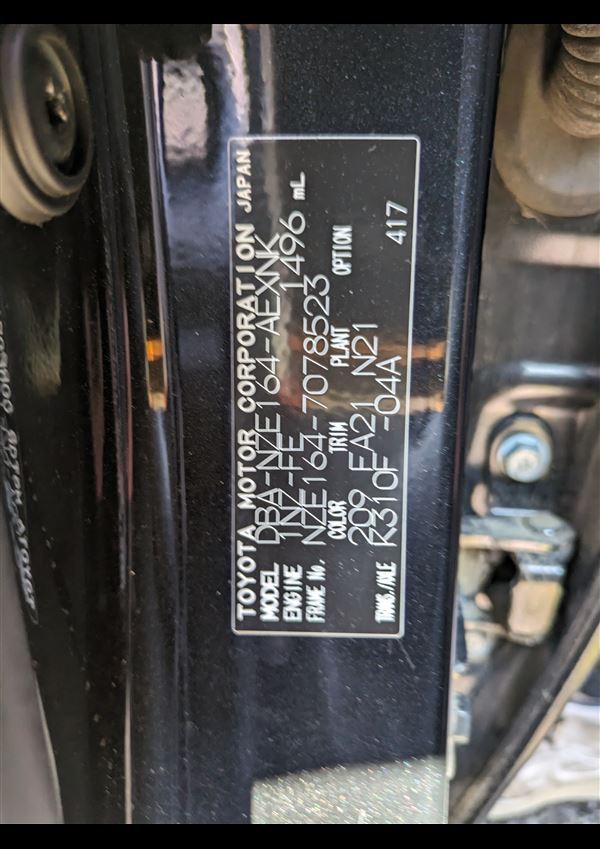 TOYOTA MOTOR CORPORATION JAPAN
MODEL DBA-NZE164-AEXNK
ENGINE 1NZ-FE 1496 mL
FRAME No. NZE164-7078523
COLOR TRIM PLANT OPTION
209 FA21 N21
TRANS./AXLE K310F -04A 417